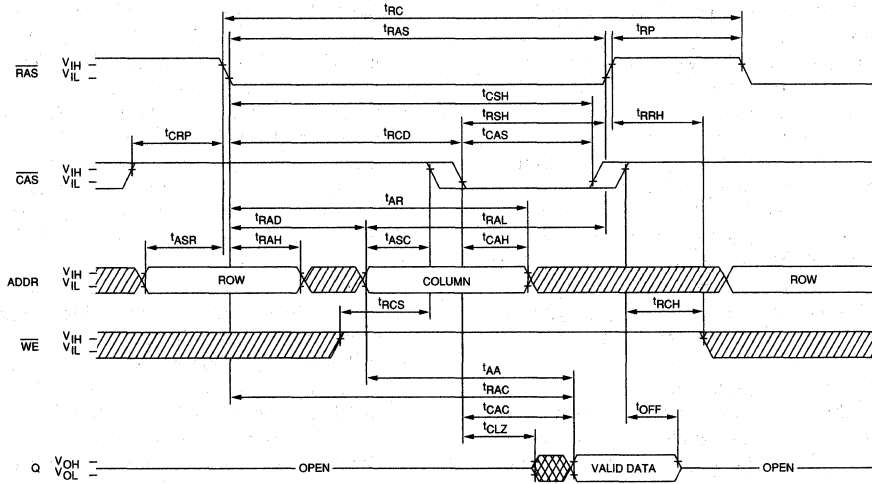 tRC
tRAS
tRP
RAS VIH VIL
tCSH
tRSH
tRRH
tCRP
tRCD
tCAS
CAS VIH VIL
tAR
tRAD
tRAL
tASR
tRAH
tASC
tCAH
ADDR VIH VIL ROW COLUMN ROW
tRCS
tRCH
WE VIH VIL
tAA
tRAC
tCAC
tOFF
tCLZ
Q VOH VOL OPEN VALID DATA OPEN